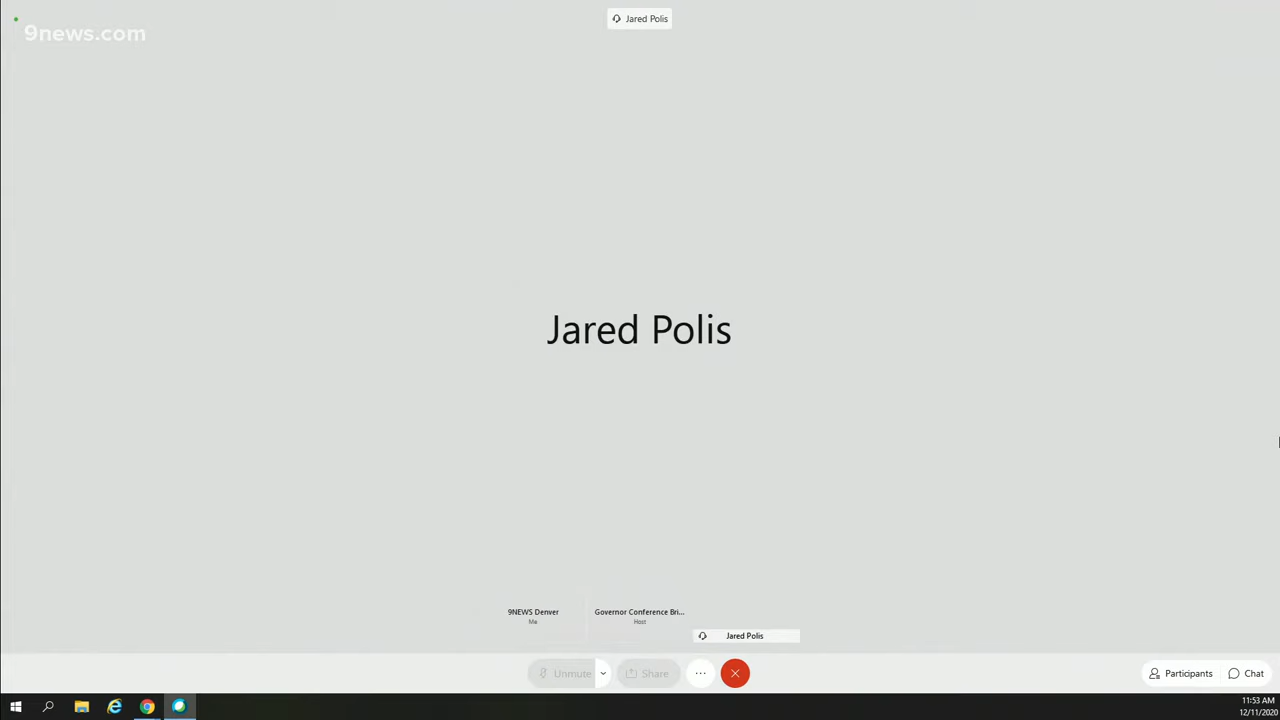 Jared Polis
9news.com
Jared Polis
9NEWS Denver
Me
Governor Conference Bri...
Host
Jared Polis
Unmute
Share
Participants
Chat
11:53 AM
12/11/2020